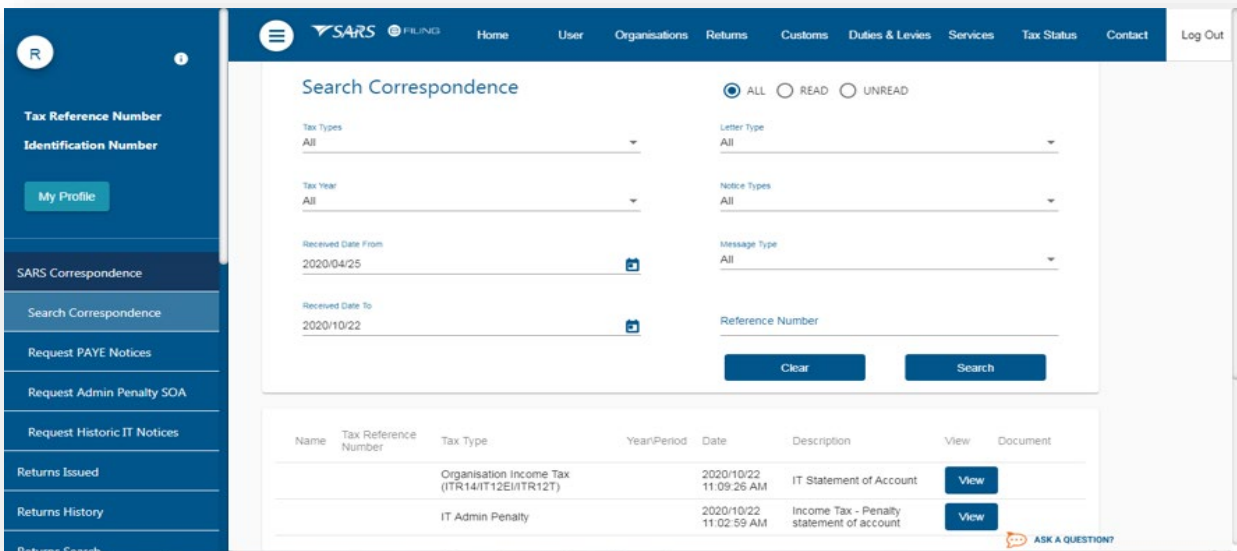 R
i
Tax Reference Number
Identification Number
My Profile
SARS Correspondence
Search Correspondence
Request PAYE Notices
Request Admin Penalty SOA
Request Historic IT Notices
Returns Issued
Returns History
Returns Search
SARS eFILING Home User Organisations Returns Customs Duties & Levies Services Tax Status Contact Log Out
Search Correspondence
ALL READ UNREAD
Tax Types
All
Letter Type
All
Tax Year
All
Notice Types
All
Received Date From
2020/04/25
Message Type
All
Received Date To
2020/10/22
Reference Number
Clear Search
Name Tax Reference Number Tax Type Year\Period Date Description View Document
Organisation Income Tax (ITR14/IT12EI/ITR12T) 2020/10/22 11:09:26 AM IT Statement of Account View
IT Admin Penalty 2020/10/22 11:02:59 AM Income Tax - Penalty statement of account View
ASK A QUESTION?